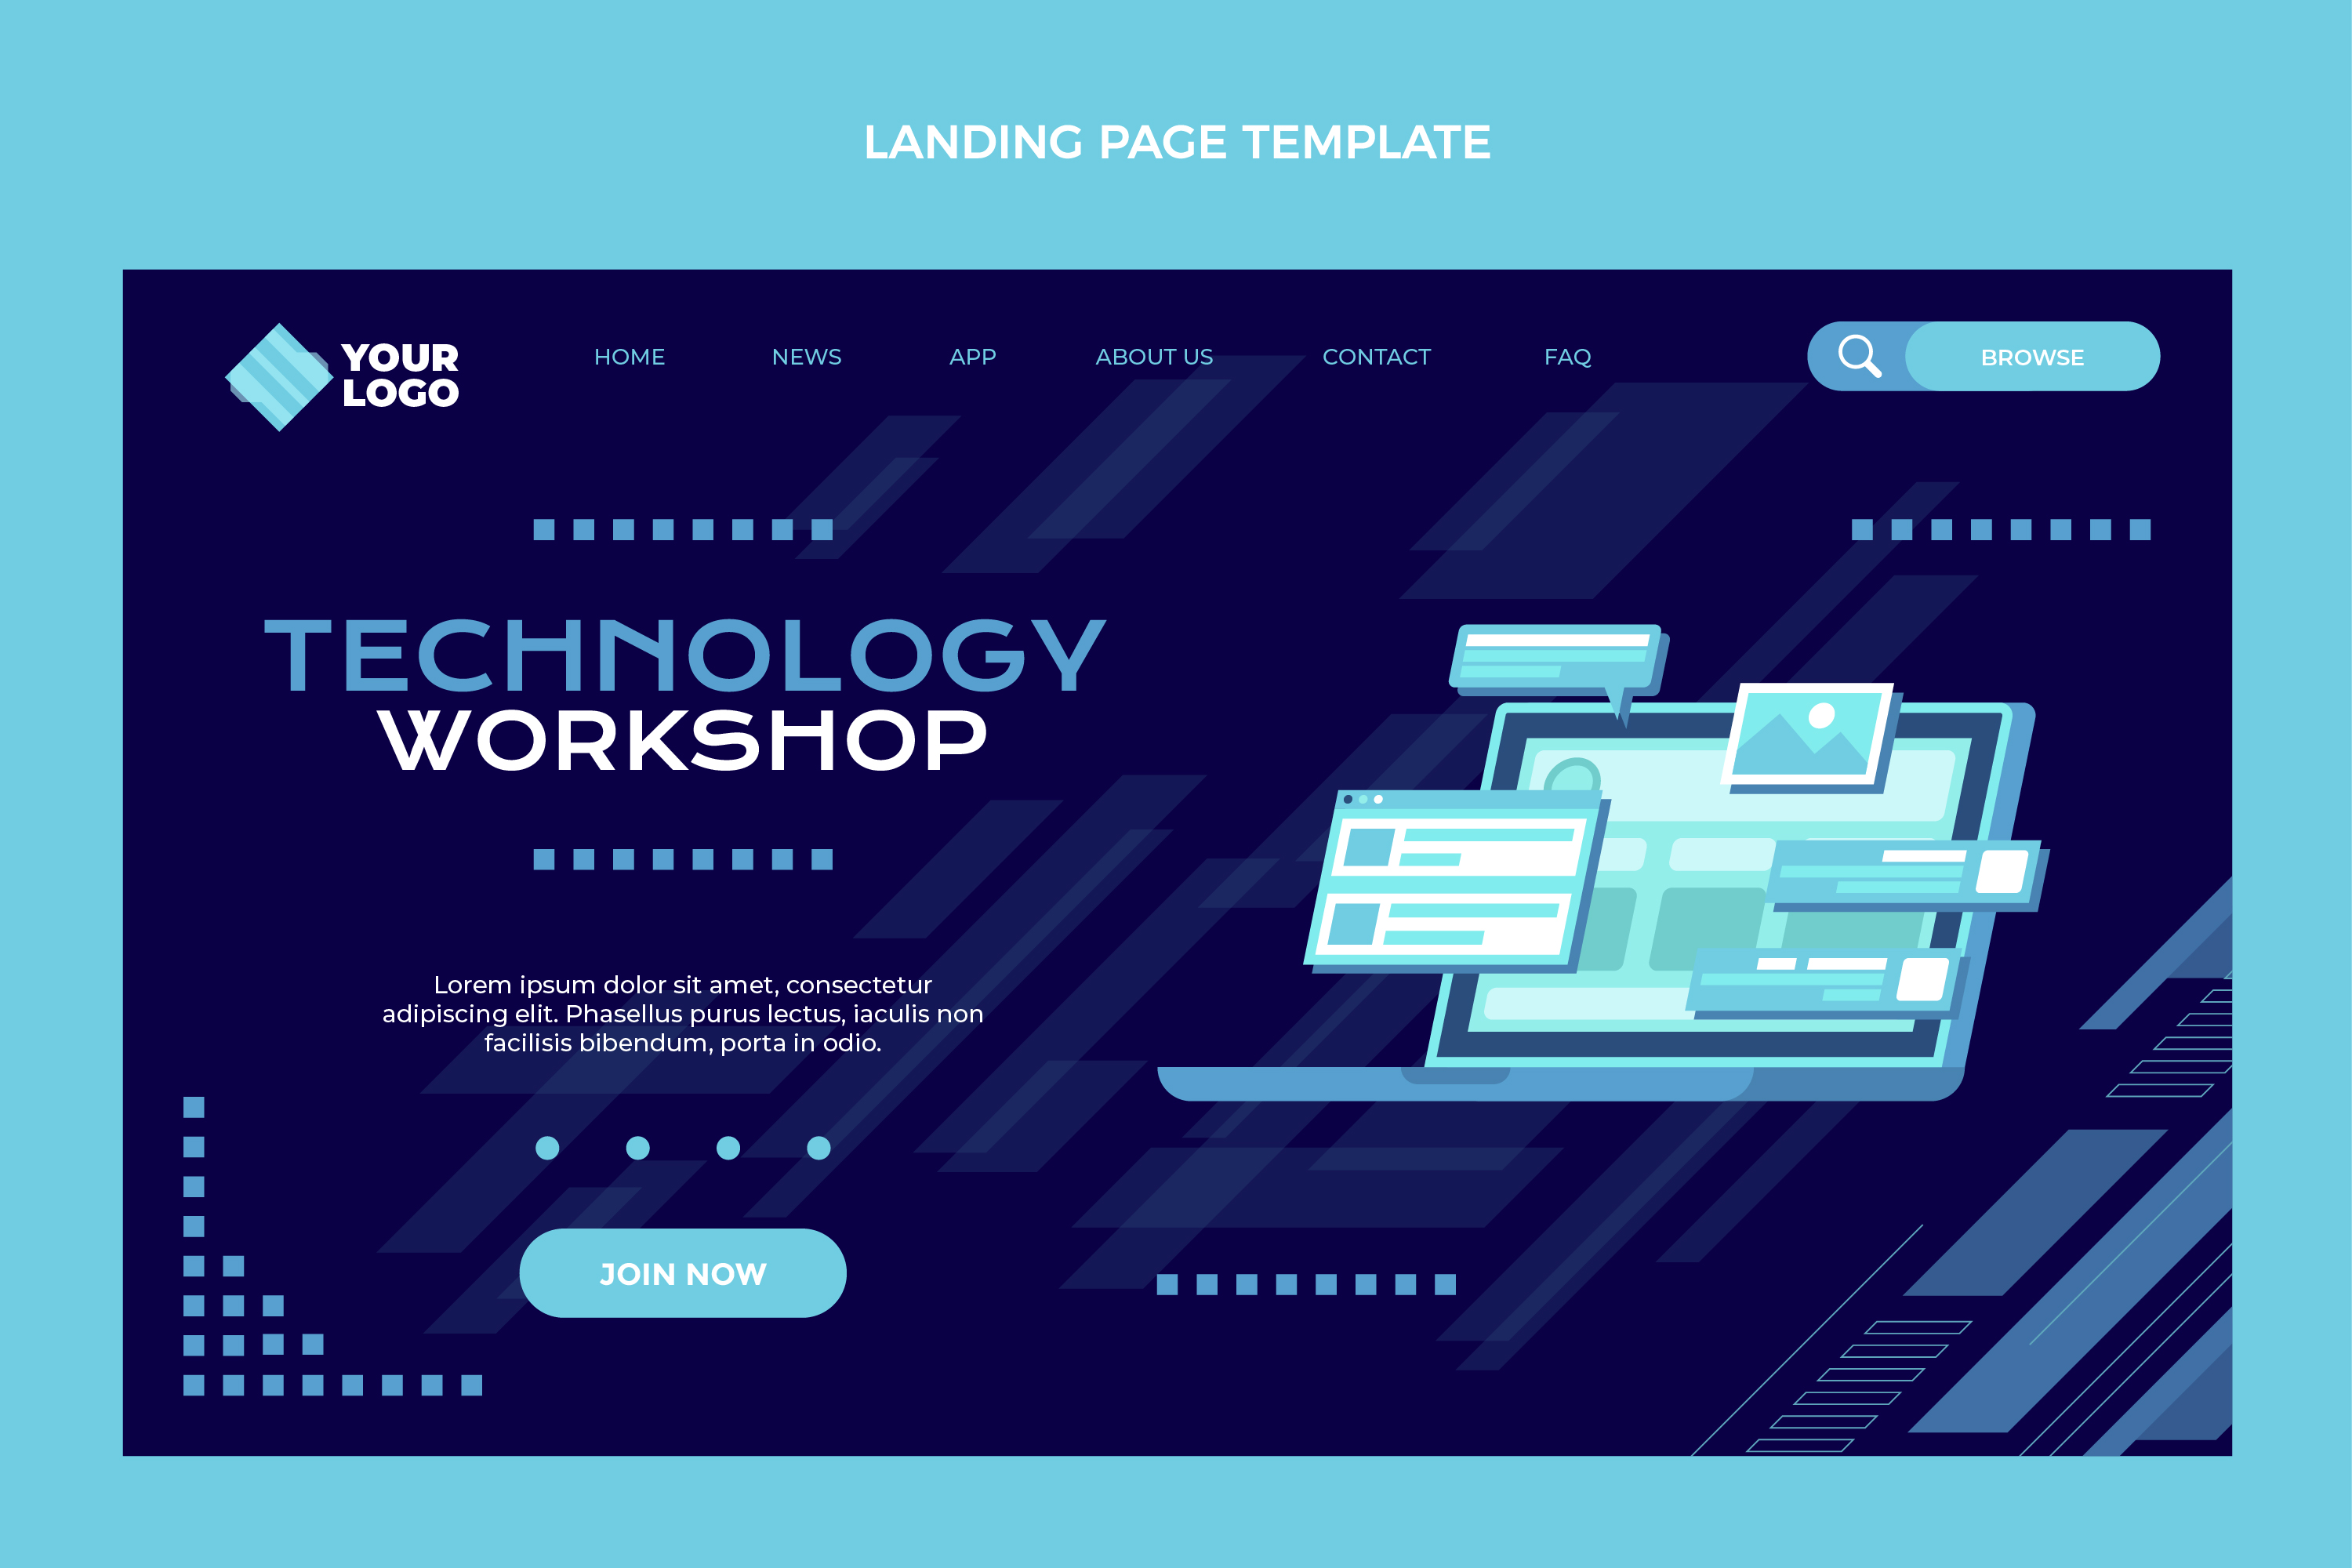 LANDING PAGE TEMPLATE
YOUR
LOGO
HOME NEWS APP ABOUT US CONTACT FAQ BROWSE
TECHNOLOGY
WORKSHOP
Lorem ipsum dolor sit amet, consectetur
adipiscing elit. Phasellus purus lectus, iaculis non
facilisis bibendum, porta in odio.
JOIN NOW